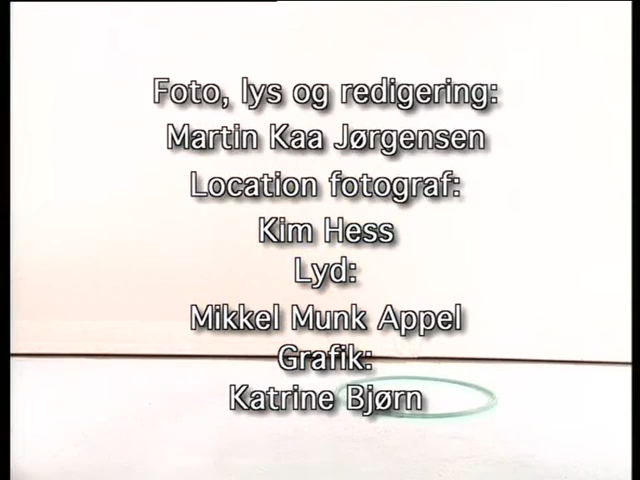 Foto, lys og redigering:
Martin Kaa Jørgensen
Location fotograf:
Kim Hess
Lyd:
Mikkel Munk Appel
Grafik:
Katrine Bjørn